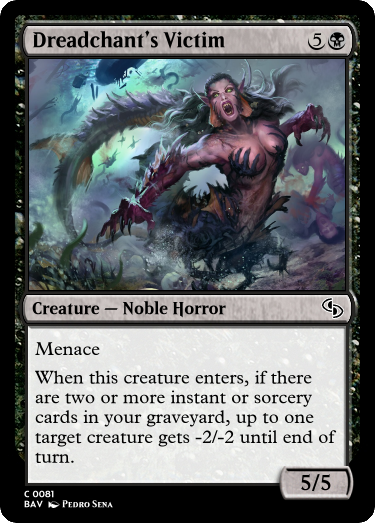 Dreadchant's Victim 5
Creature — Noble Horror
Menace
When this creature enters, if there
are two or more instant or sorcery
cards in your graveyard, up to one
target creature gets -2/-2 until end of
turn.
5/5
C 0081
BAV Pedro Sena